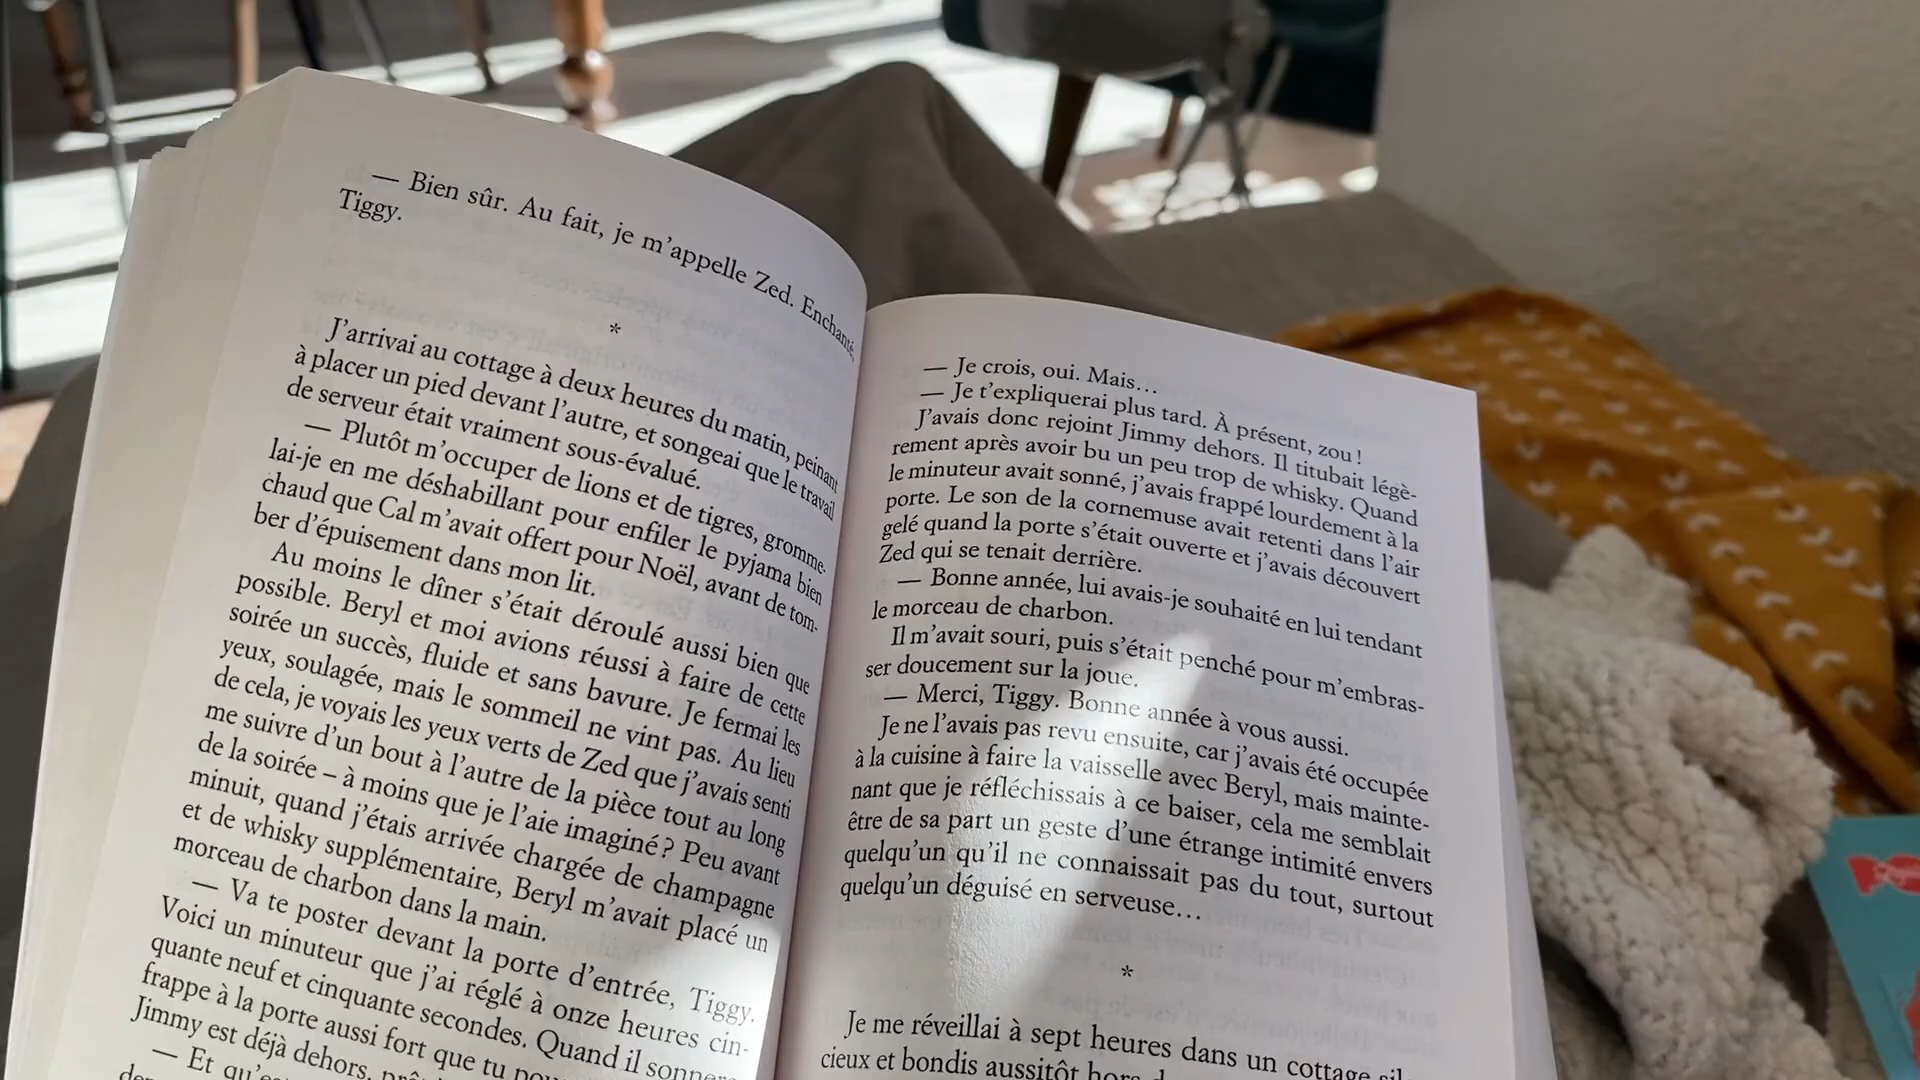 — Bien sûr. Au fait, je m'appelle Zed. Enchanté,
Tiggy.
*
J'arrivai au cottage à deux heures du matin, peinant
à placer un pied devant l'autre, et songeai que le travail
de serveur était vraiment sous-évalué.
— Plutôt m'occuper de lions et de tigres, gromme-
lai-je en me déshabillant pour enfiler le pyjama bien
chaud que Cal m'avait offert pour Noël, avant de tom-
ber d'épuisement dans mon lit.
Au moins le dîner s'était déroulé aussi bien que
possible. Beryl et moi avions réussi à faire de cette
soirée un succès, fluide et sans bavure. Je fermai les
yeux, soulagée, mais le sommeil ne vint pas. Au lieu
de cela, je voyais les yeux verts de Zed que j'avais senti
me suivre d'un bout à l'autre de la pièce tout au long
de la soirée – à moins que je l'aie imaginé ? Peu avant
minuit, quand j'étais arrivée chargée de champagne
et de whisky supplémentaire, Beryl m'avait placé un
morceau de charbon dans la main.
— Va te poster devant la porte d'entrée, Tiggy.
Voici un minuteur que j'ai réglé à onze heures cin-
quante neuf et cinquante secondes. Quand il sonnera
frappe à la porte aussi fort que tu
Jimmy est déjà dehors,
— Et
— Je crois, oui. Mais…
— Je t'expliquerai plus tard. À présent, zou !
J'avais donc rejoint Jimmy dehors. Il titubait légè-
rement après avoir bu un peu trop de whisky. Quand
le minuteur avait sonné, j'avais frappé lourdement à la
porte. Le son de la cornemuse avait retenti dans l'air
gelé quand la porte s'était ouverte et j'avais découvert
Zed qui se tenait derrière.
— Bonne année, lui avais-je souhaité en lui tendant
le morceau de charbon.
Il m'avait souri, puis s'était penché pour m'embras-
ser doucement sur la joue.
— Merci, Tiggy. Bonne année à vous aussi.
Je ne l'avais pas revu ensuite, car j'avais été occupée
à la cuisine à faire la vaisselle avec Beryl, mais mainte-
nant que je réfléchissais à ce baiser, cela me semblait
être de sa part un geste d'une étrange intimité envers
quelqu'un qu'il ne connaissait pas du tout, surtout
quelqu'un déguisé en serveuse…
*
Je me réveillai à sept heures dans un cottage sil-
cieux et bondis aussitôt hors